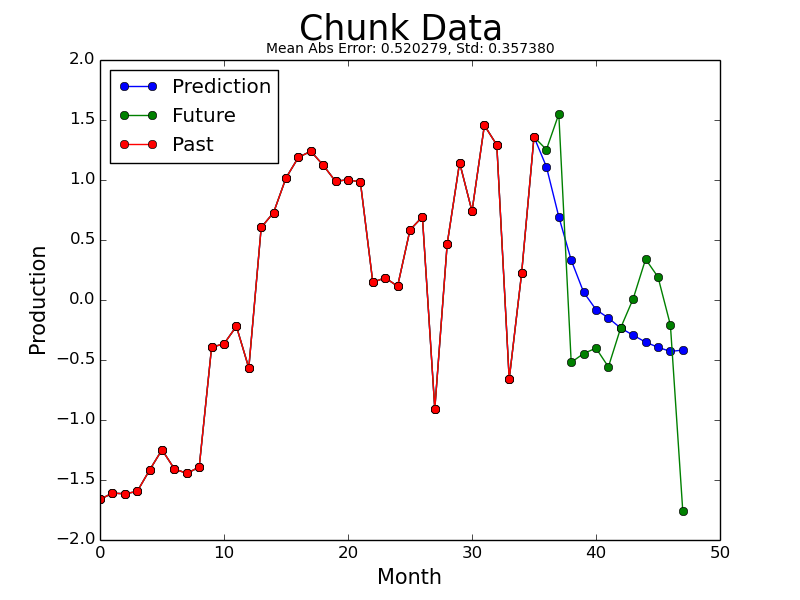 Chunk Data
Mean Abs Error: 0.520279, Std: 0.357380
2.0
1.5
1.0
0.5
0.0
−0.5
−1.0
−1.5
−2.0
Production
Prediction
Future
Past
0 10 20 30 40 50
Month